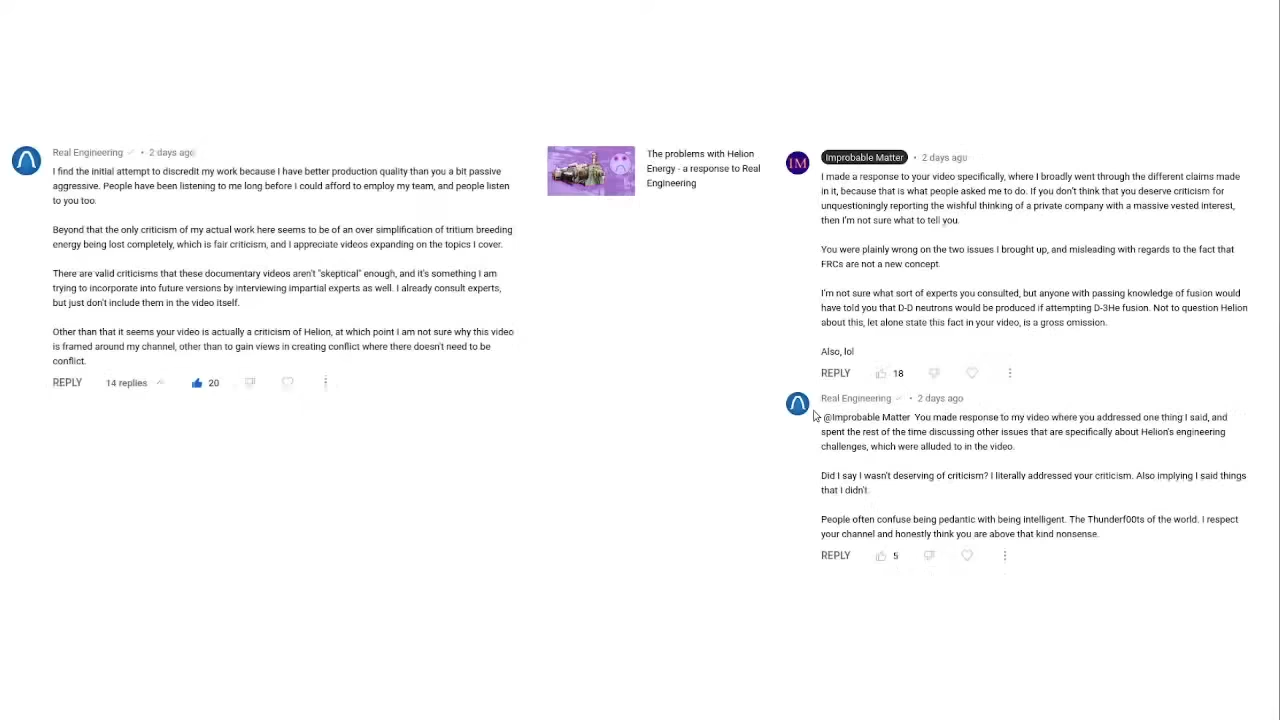 Real Engineering • 2 days ago
I find the initial attempt to discredit my work because I have better production quality than you a bit passive
aggressive. People have been listening to me long before I could afford to employ my team, and people listen
to you too.
Beyond that the only criticism of my actual work here seems to be of an over simplification of tritium breeding
energy being lost completely, which is fair criticism, and I appreciate videos expanding on the topics I cover.
There are valid criticisms that these documentary videos aren't "skeptical" enough, and it's something I am
trying to incorporate into future versions by interviewing impartial experts as well. I already consult experts,
but just don't include them in the video itself.
Other than that it seems your video is actually a criticism of Helion, at which point I am not sure why this video
is framed around my channel, other than to gain views in creating conflict where there doesn't need to be
conflict.
REPLY 14 replies 20
The problems with Helion
Energy - a response to Real
Engineering
IM
Improbable Matter • 2 days agu
I made a response to your video specifically, where I broadly went through the different claims made
in it, because that is what people asked me to do. If you don't think that you deserve criticism for
unquestioningly reporting the wishful thinking of a private company with a massive vested interest,
then I'm not sure what to tell you.
You were plainly wrong on the two issues I brought up, and misleading with regards to the fact that
FRCs are not a new concept.
I'm not sure what sort of experts you consulted, but anyone with passing knowledge of fusion would
have told you that D-D neutrons would be produced if attempting D-3He fusion. Not to question Helion
about this, let alone state this fact in your video, is a gross omission.
Also, lol
REPLY 18
Real Engineering • 2 days ago
@Improbable Matter You made response to my video where you addressed one thing I said, and
spent the rest of the time discussing other issues that are specifically about Helion's engineering
challenges, which were alluded to in the video.
Did I say I wasn't deserving of criticism? I literally addressed your criticism. Also implying I said things
that I didn't.
People often confuse being pedantic with being intelligent. The Thunderf00ts of the world. I respect
your channel and honestly think you are above that kind nonsense.
REPLY 5